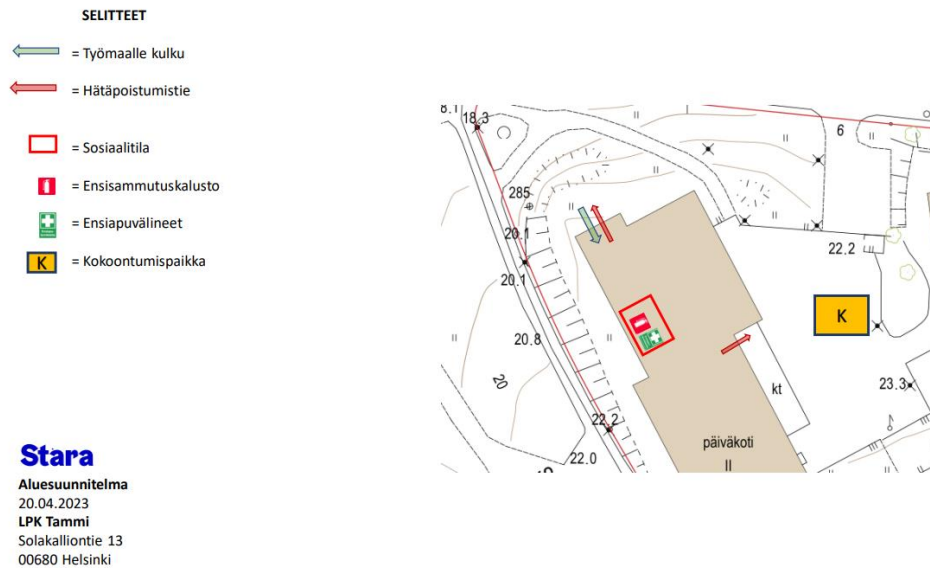 SELITTEET
= Työmaalle kulku
= Hätäpoistumistie
= Sosiaalitila
= Ensisammutuskalusto
= Ensiapuvälineet
K = Kokoontumispaikka
Stara
Aluesuunnitelma
20.04.2023
LPK Tammi
Solakalliontie 13
00680 Helsinki
8.1
18.3
6
285
20.1
22.2
20.1
K
20.8
20
23.3
kt
22.2
päiväkoti
22.0
II